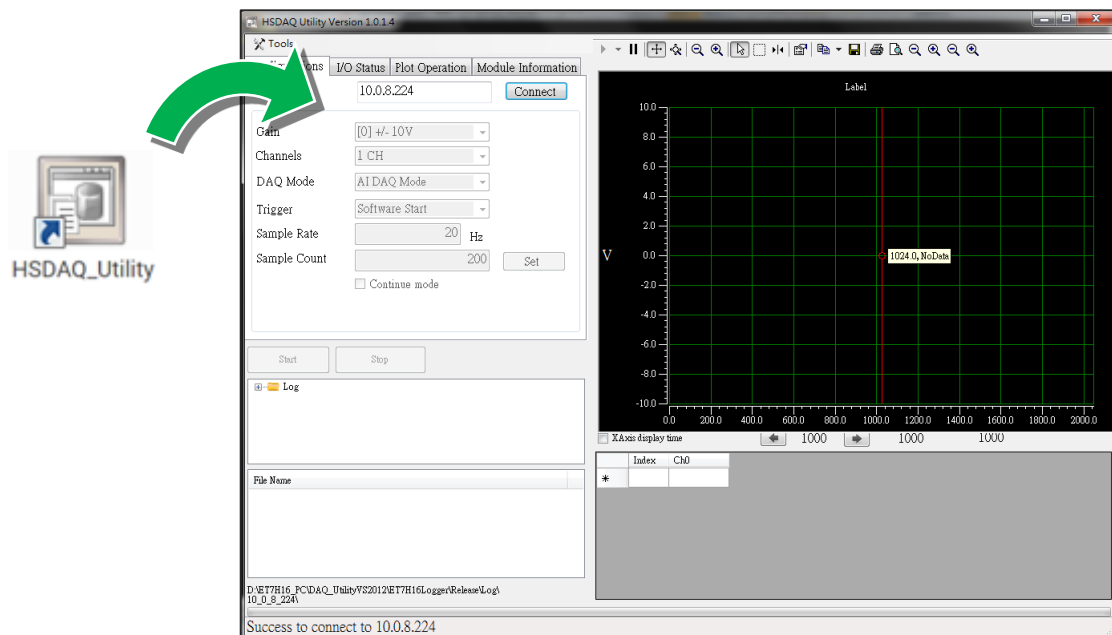 HSDAQ_Utility
HSDAQ Utility Version 1.0.1.4
Tools
I/O Status
Plot Operation
Module Information
10.0.8.224
Connect
Gain
[0] +/- 10V
Channels
1 CH
DAQ Mode
AI DAQ Mode
Trigger
Software Start
Sample Rate
20
Hz
Sample Count
200
Set
Continue mode
Start
Stop
Log
File Name
D:\ET7H16_PC\DAQ_UtilityVS2012\ET7H16Logger\Release\Log\
10_0_8_224\
Success to connect to 10.0.8.224
Label
10.0
8.0
6.0
4.0
2.0
V
0.0
1024.0, NoData
-2.0
-4.0
-6.0
-8.0
-10.0
0.0 200.0 400.0 600.0 800.0 1000.0 1200.0 1400.0 1600.0 1800.0 2000.0
XAxis display time
1000
1000
1000
Index
Ch0
*